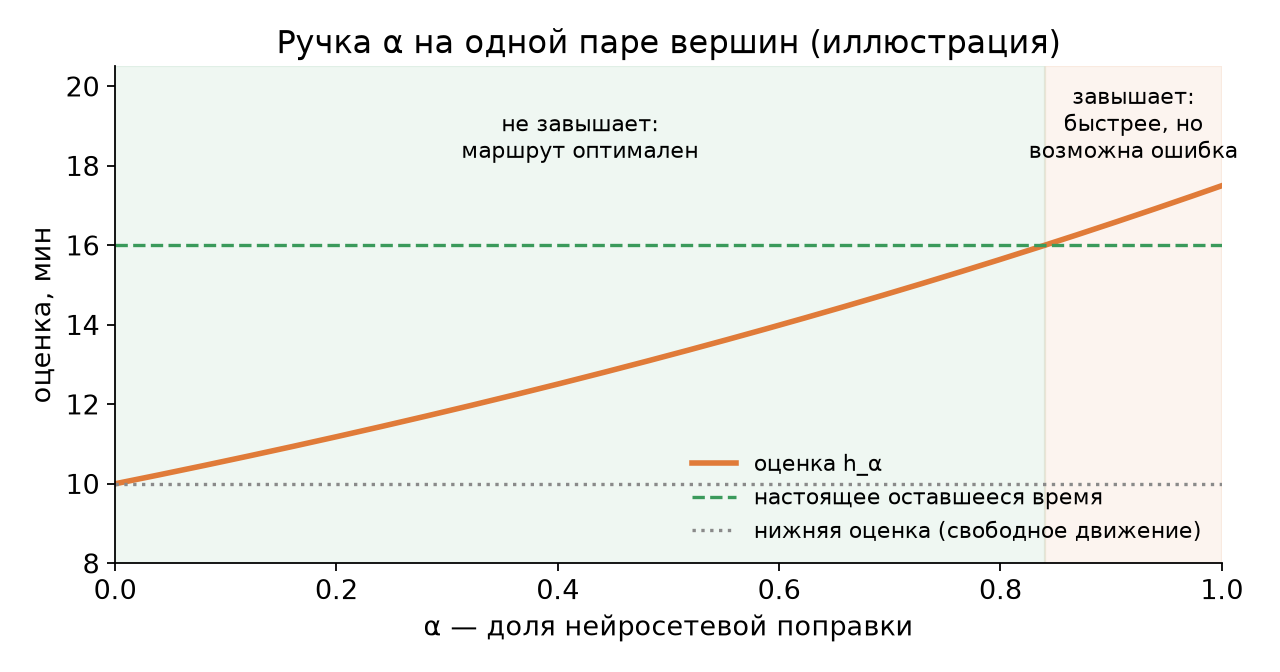 Ручка α на одной паре вершин (иллюстрация)
20
18
16
14
12
10
8
оценка, мин
завышает:
быстрее, но
возможна ошибка
не завышает:
маршрут оптимален
оценка h_α
настоящее оставшееся время
нижняя оценка (свободное движение)
0.0
0.2
0.4
0.6
0.8
1.0
α — доля нейросетевой поправки